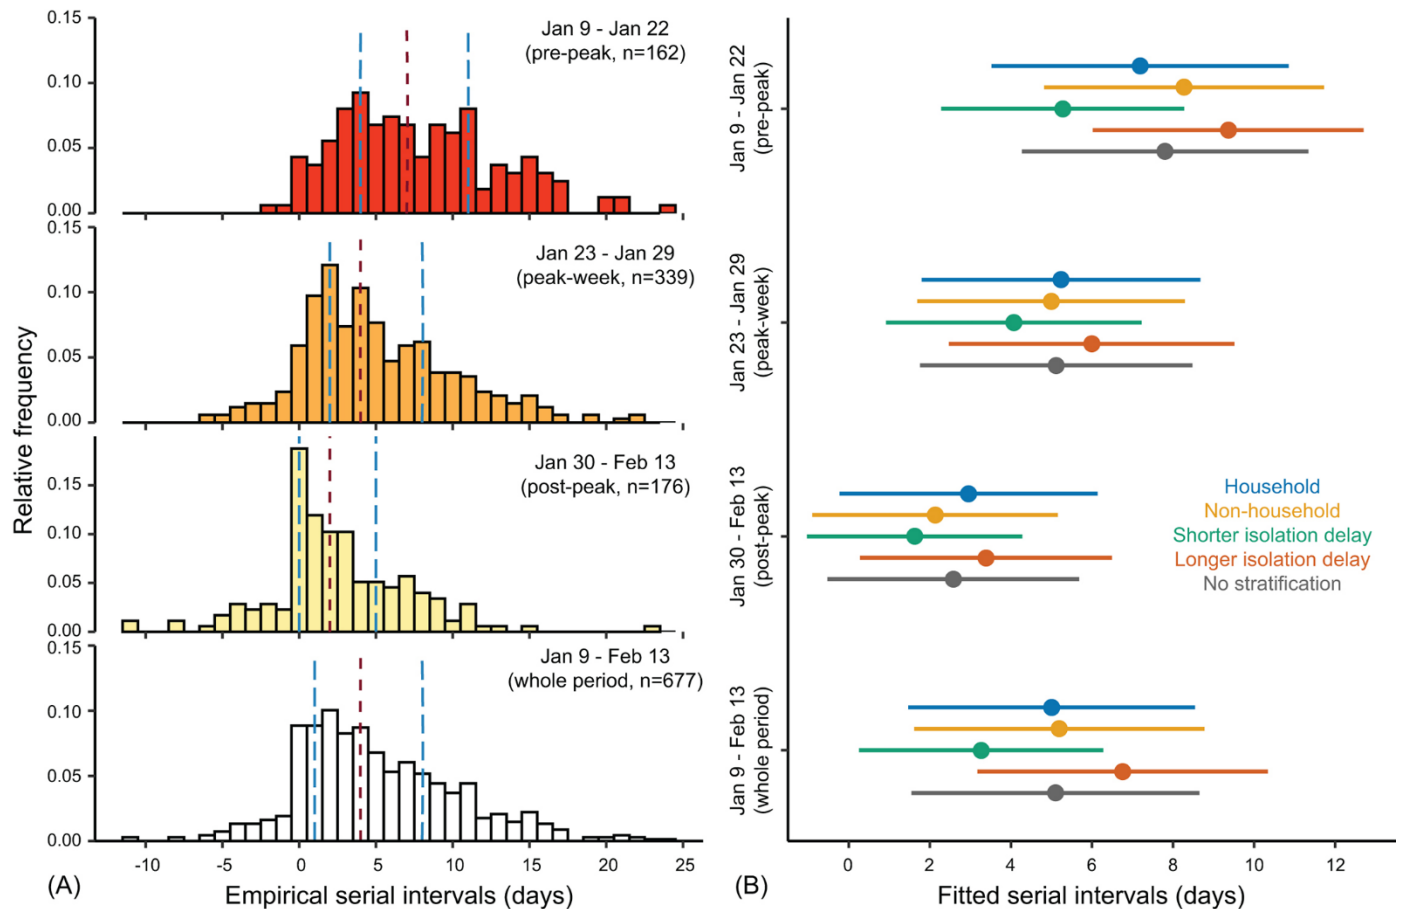 Relative frequency
0.15
0.10
0.05
0.00
Jan 9 - Jan 22
(pre-peak, n=162)
0.15
0.10
0.05
0.00
Jan 23 - Jan 29
(peak-week, n=339)
0.15
0.10
0.05
0.00
Jan 30 - Feb 13
(post-peak, n=176)
0.15
0.10
0.05
0.00
Jan 9 - Feb 13
(whole period, n=677)
-10 -5 0 5 10 15 20 25
(A) Empirical serial intervals (days)
Jan 9 - Jan 22
(pre-peak)
Jan 23 - Jan 29
(peak-week)
Jan 30 - Feb 13
(post-peak)
Jan 9 - Feb 13
(whole period)
Household
Non-household
Shorter isolation delay
Longer isolation delay
No stratification
0 2 4 6 8 10 12
(B) Fitted serial intervals (days)